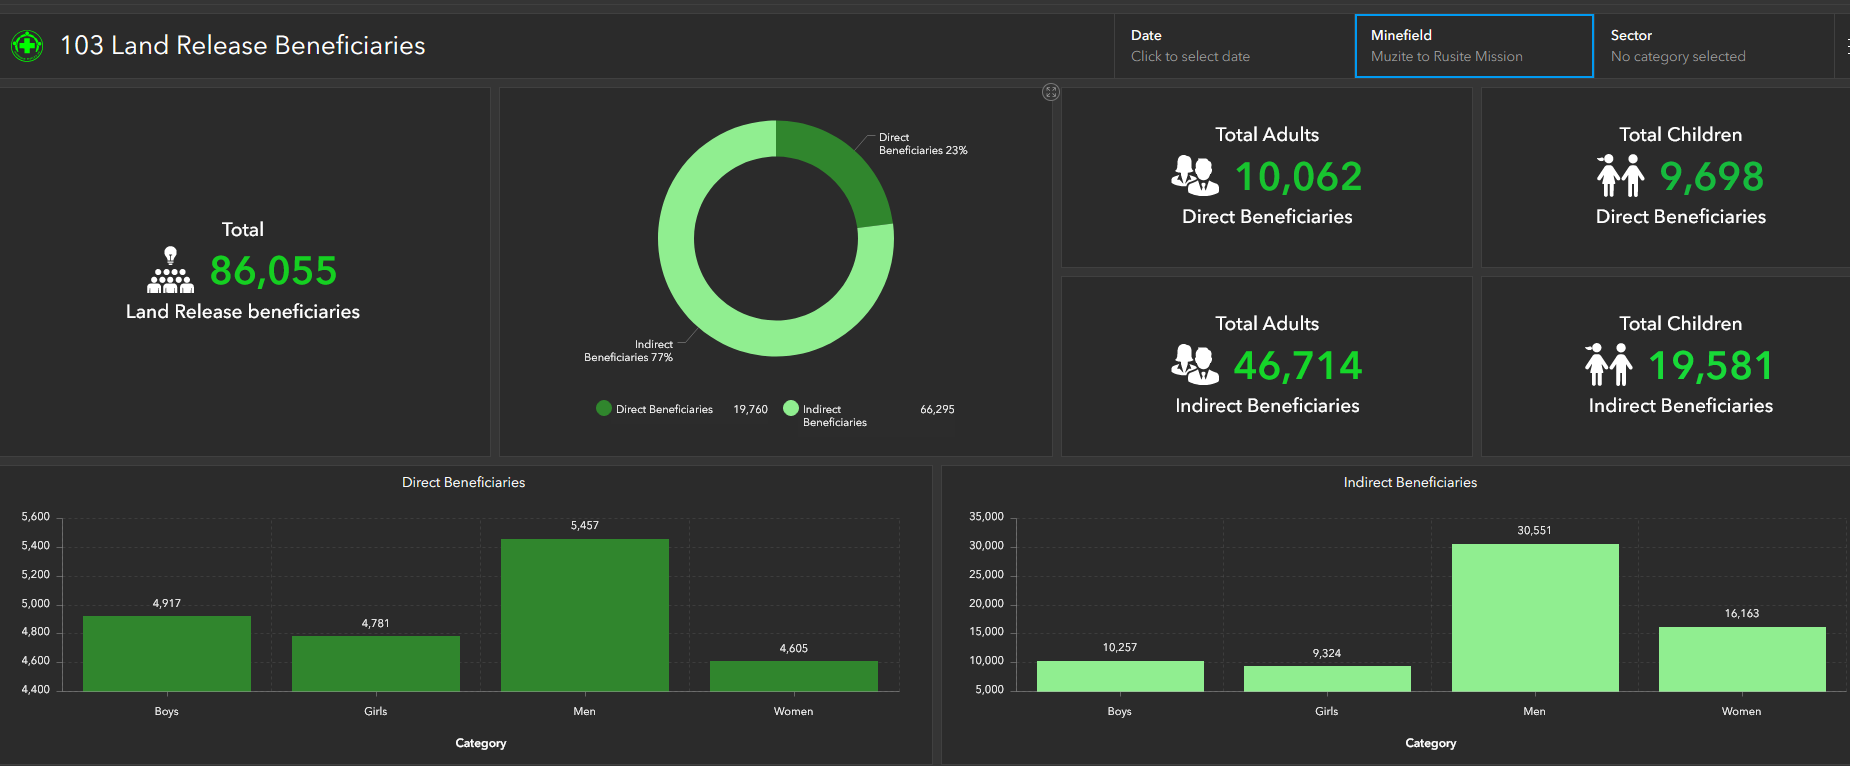 103 Land Release Beneficiaries
Date
Click to select date
Minefield
Muzite to Rusite Mission
Sector
No category selected
Total
86,055
Land Release beneficiaries
Direct
Beneficiaries 23%
Indirect
Beneficiaries 77%
Direct Beneficiaries 19,760
Indirect
Beneficiaries
66,295
Total Adults
10,062
Direct Beneficiaries
Total Children
9,698
Direct Beneficiaries
Total Adults
46,714
Indirect Beneficiaries
Total Children
19,581
Indirect Beneficiaries
Direct Beneficiaries
5,600
5,400
5,200
5,000
4,800
4,600
4,400
4,917
4,781
5,457
4,605
Boys
Girls
Men
Women
Category
Indirect Beneficiaries
35,000
30,000
25,000
20,000
15,000
10,000
5,000
10,257
9,324
30,551
16,163
Boys
Girls
Men
Women
Category